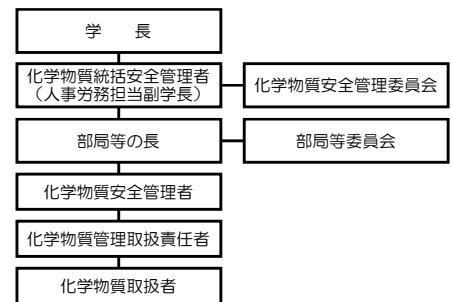 学　　長
化学物質統括安全管理者
（人事労務担当副学長）
化学物質安全管理委員会
部局等の長
部局等委員会
化学物質安全管理者
化学物質管理取扱責任者
化学物質取扱者